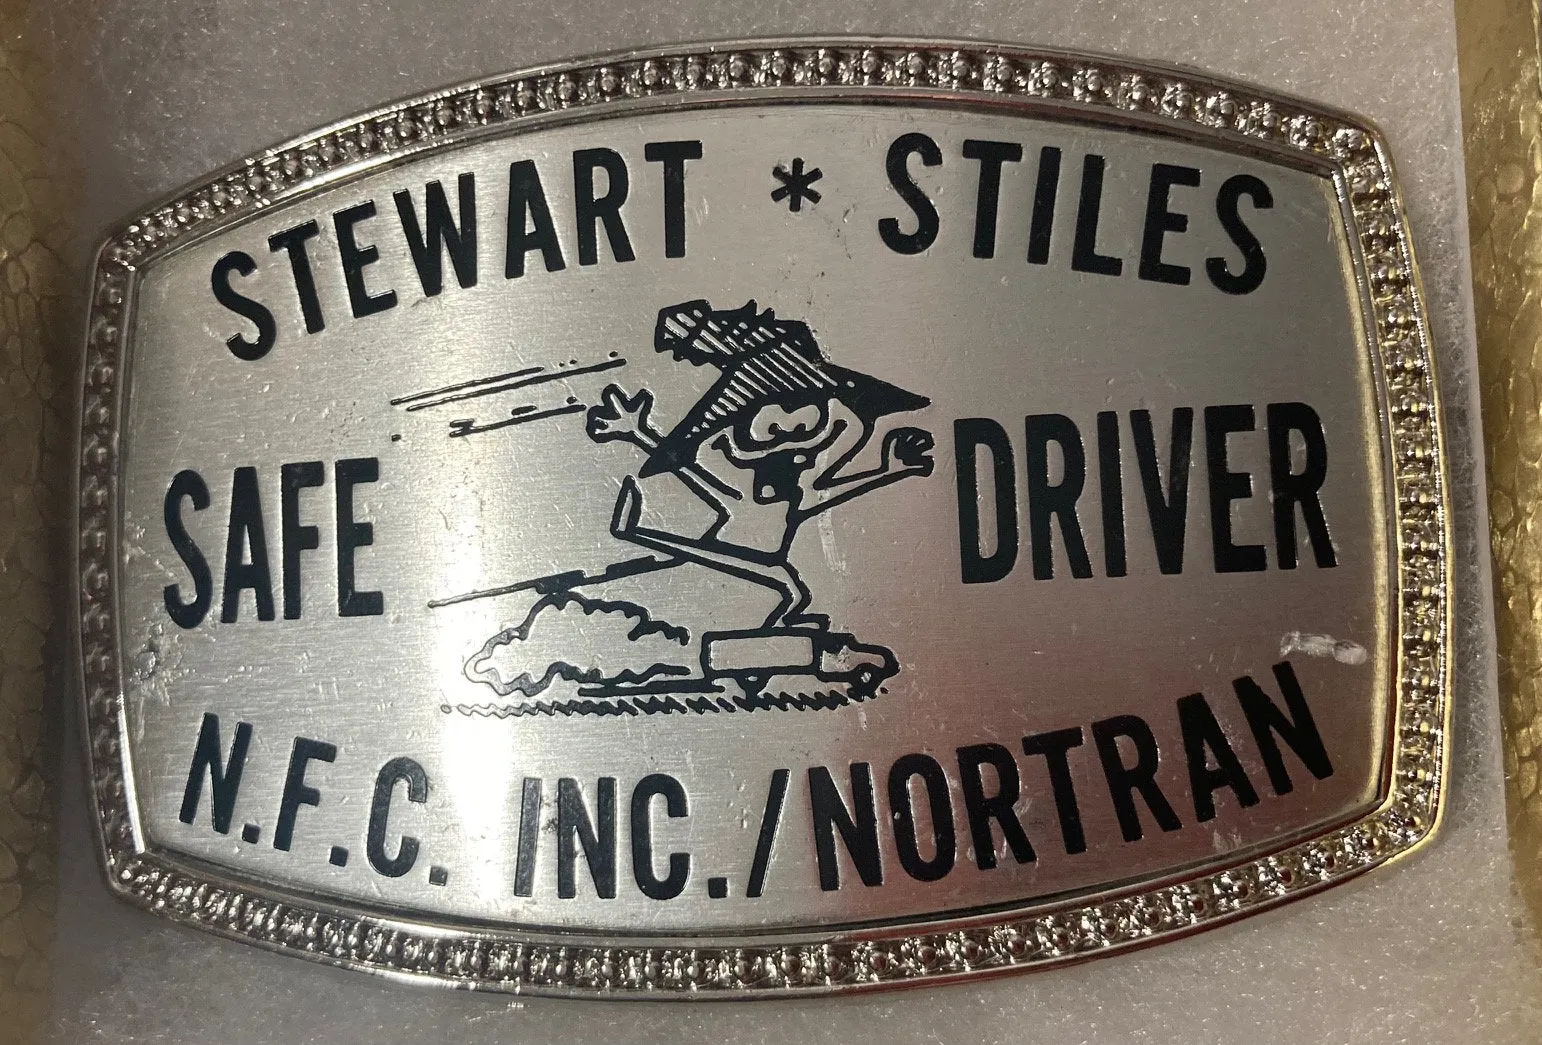 STEWART * STILES
SAFE DRIVER
N.F.C. INC./NORTRAN